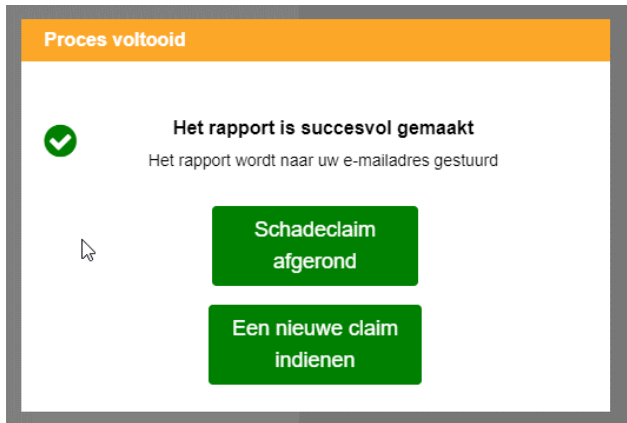 Proces voltooid
Het rapport is succesvol gemaakt
Het rapport wordt naar uw e-mailadres gestuurd
Schadeclaim
afgerond
Een nieuwe claim
indienen